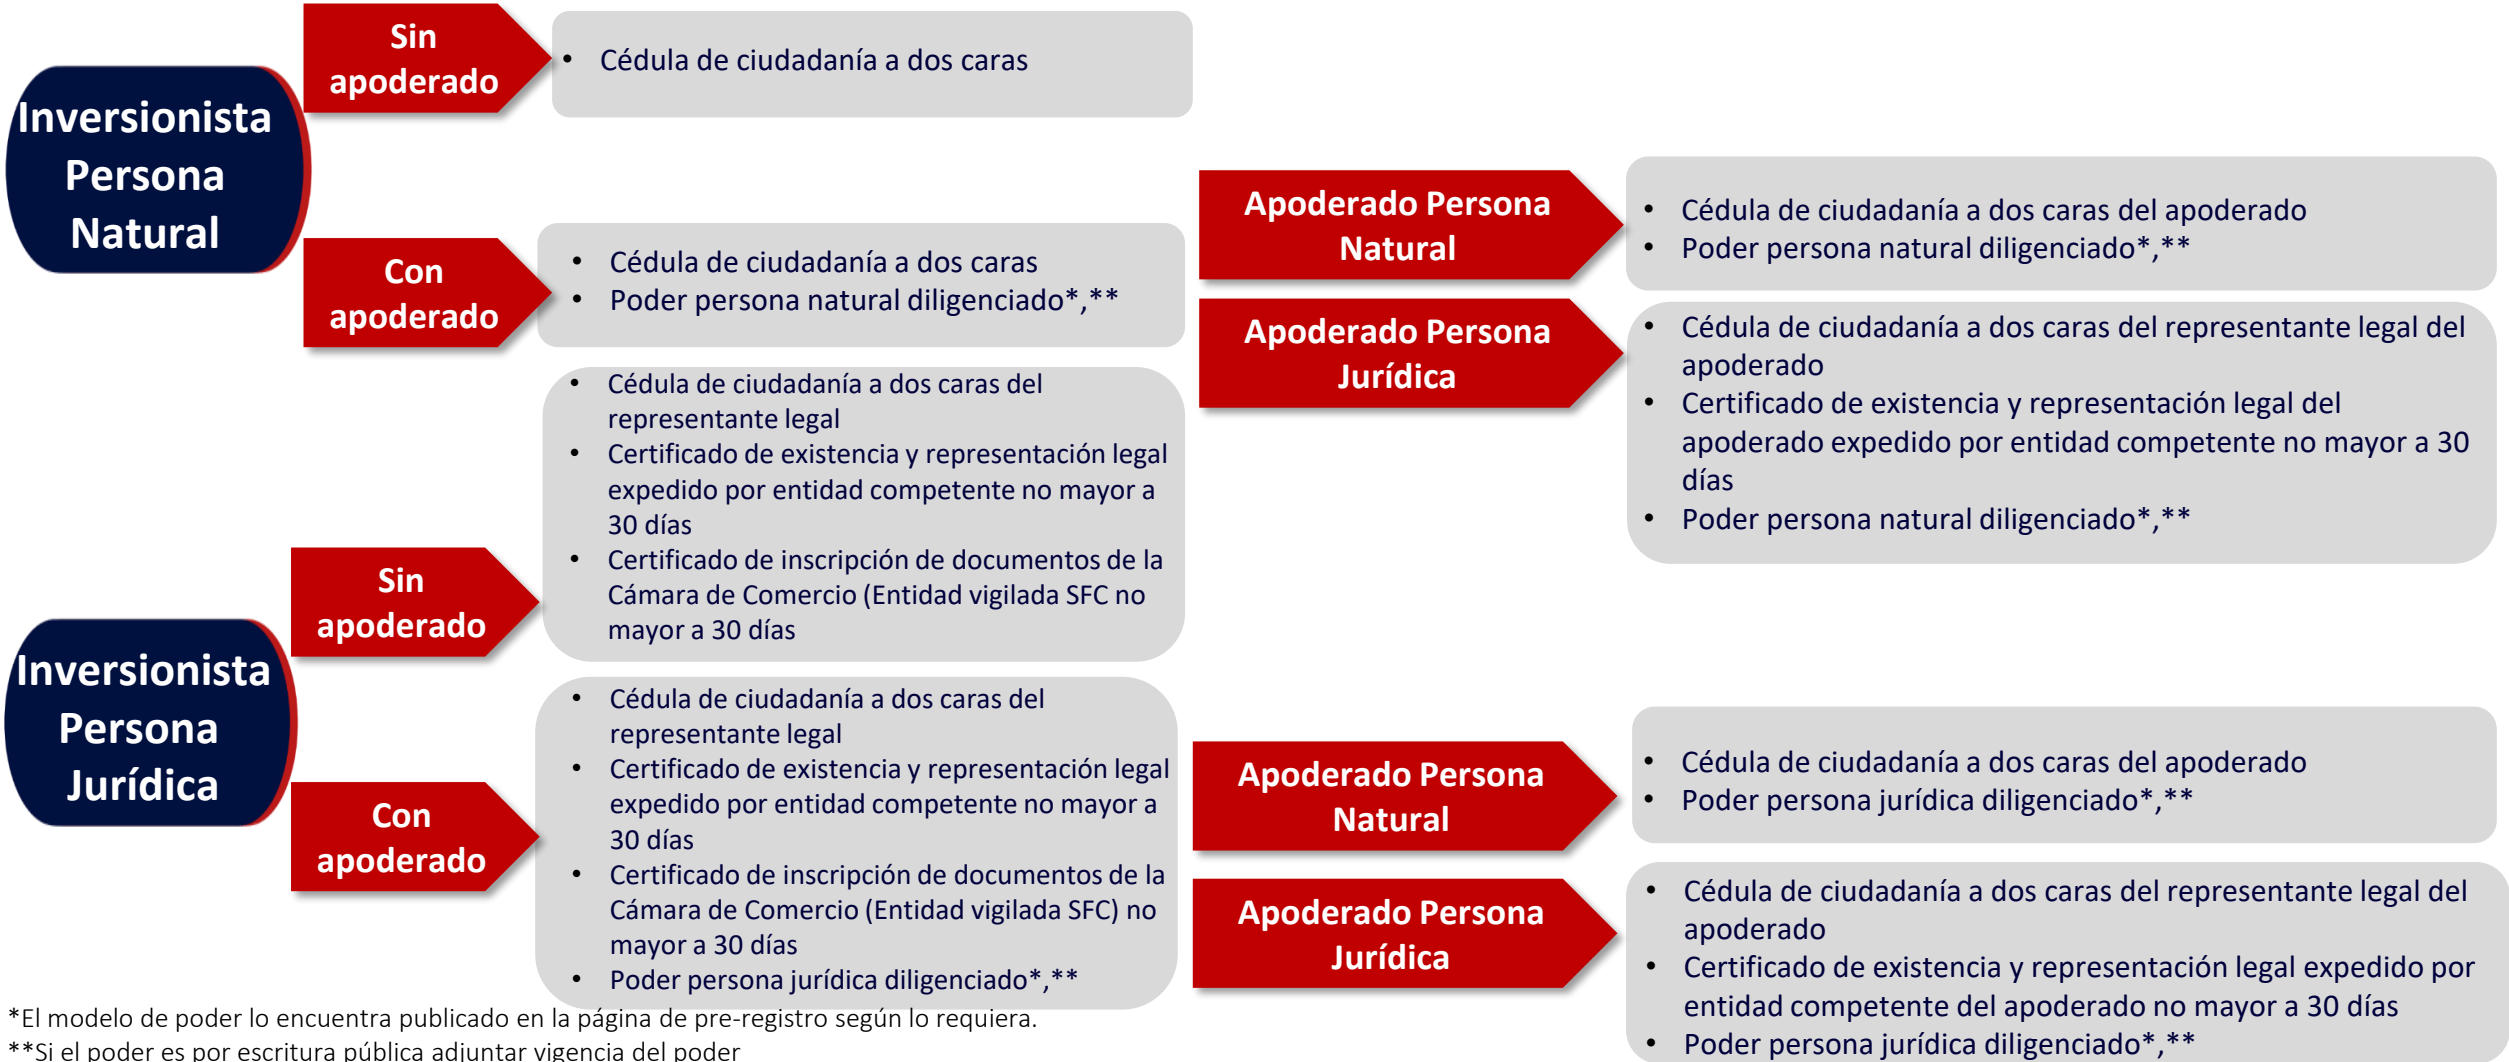 Inversionista
Persona
Natural
Sin
apoderado
• Cédula de ciudadanía a dos caras
Con
apoderado
• Cédula de ciudadanía a dos caras
• Poder persona natural diligenciado*,**
Apoderado Persona
Natural
• Cédula de ciudadanía a dos caras del apoderado
• Poder persona natural diligenciado*,**
Apoderado Persona
Jurídica
• Cédula de ciudadanía a dos caras del representante legal del
apoderado
• Certificado de existencia y representación legal del
apoderado expedido por entidad competente no mayor a 30
días
• Poder persona natural diligenciado*,**
Inversionista
Persona
Jurídica
Sin
apoderado
• Cédula de ciudadanía a dos caras del
representante legal
• Certificado de existencia y representación legal
expedido por entidad competente no mayor a
30 días
• Certificado de inscripción de documentos de la
Cámara de Comercio (Entidad vigilada SFC no
mayor a 30 días
Con
apoderado
• Cédula de ciudadanía a dos caras del
representante legal
• Certificado de existencia y representación legal
expedido por entidad competente no mayor a
30 días
• Certificado de inscripción de documentos de la
Cámara de Comercio (Entidad vigilada SFC) no
mayor a 30 días
• Poder persona jurídica diligenciado*,**
Apoderado Persona
Natural
• Cédula de ciudadanía a dos caras del apoderado
• Poder persona jurídica diligenciado*,**
Apoderado Persona
Jurídica
• Cédula de ciudadanía a dos caras del representante legal del
apoderado
• Certificado de existencia y representación legal expedido por
entidad competente del apoderado no mayor a 30 días
• Poder persona jurídica diligenciado*,**
*El modelo de poder lo encuentra publicado en la página de pre-registro según lo requiera.
**Si el poder es por escritura pública adjuntar vigencia del poder